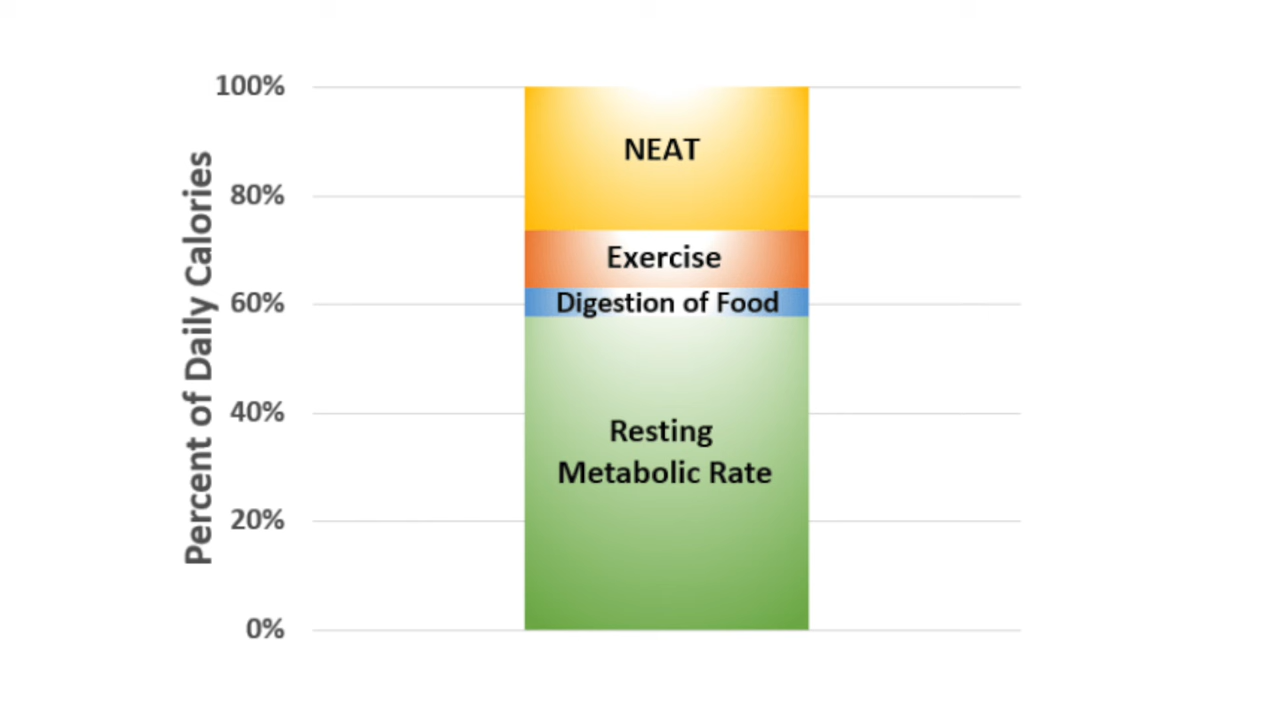 Percent of Daily Calories
100%
80%
60%
40%
20%
0%
NEAT
Exercise
Digestion of Food
Resting
Metabolic Rate